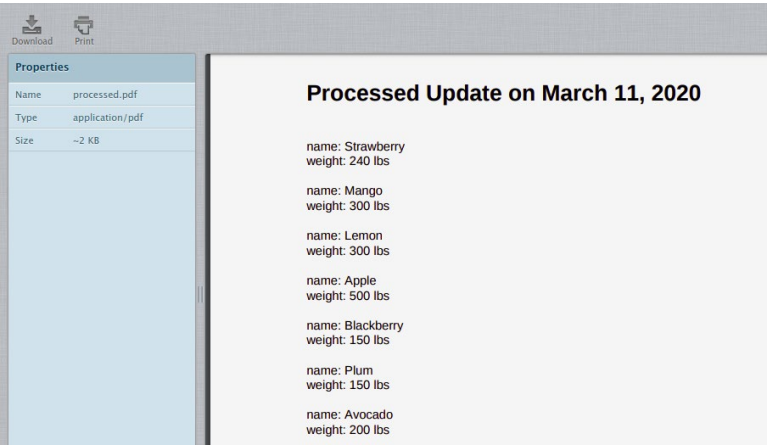 Download Print
Properties
Name processed.pdf
Type application/pdf
Size ~2 KB
Processed Update on March 11, 2020
name: Strawberry
weight: 240 lbs
name: Mango
weight: 300 lbs
name: Lemon
weight: 300 lbs
name: Apple
weight: 500 lbs
name: Blackberry
weight: 150 lbs
name: Plum
weight: 150 lbs
name: Avocado
weight: 200 lbs